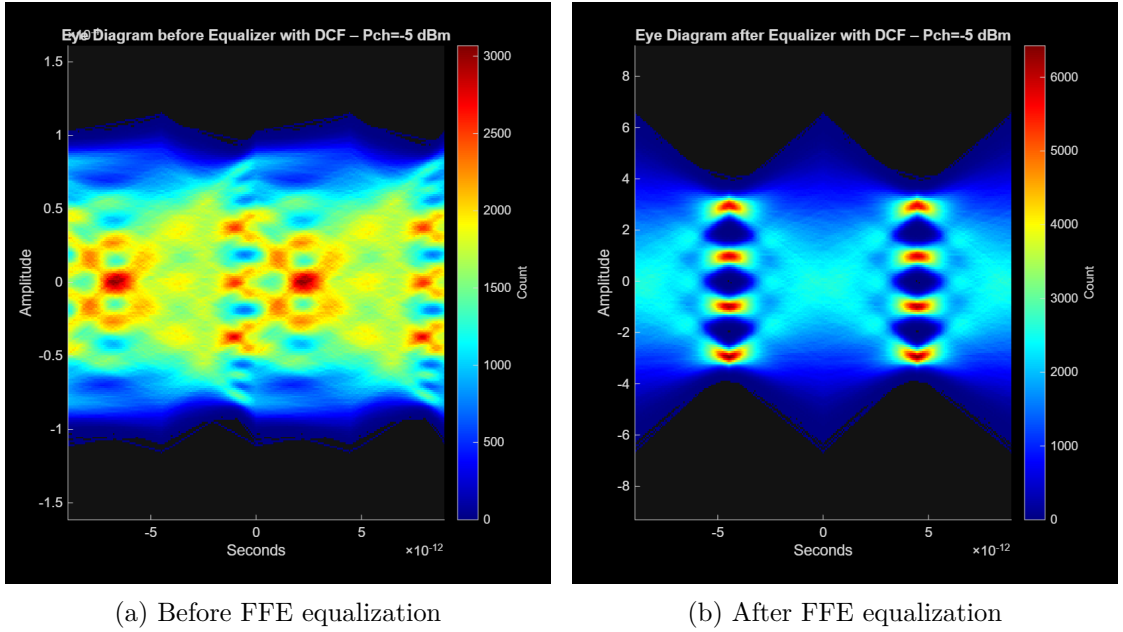 Eye Diagram before Equalizer with DCF – Pch=-5 dBm
1.5
1
0.5
0
-0.5
-1
-1.5
Amplitude
-5 0 5
×10-12
Seconds
3000
2500
2000
1500
1000
500
0
Count
(a) Before FFE equalization
Eye Diagram after Equalizer with DCF – Pch=-5 dBm
8
6
4
2
0
-2
-4
-6
-8
Amplitude
-5 0 5
×10-12
Seconds
6000
5000
4000
3000
2000
1000
0
Count
(b) After FFE equalization